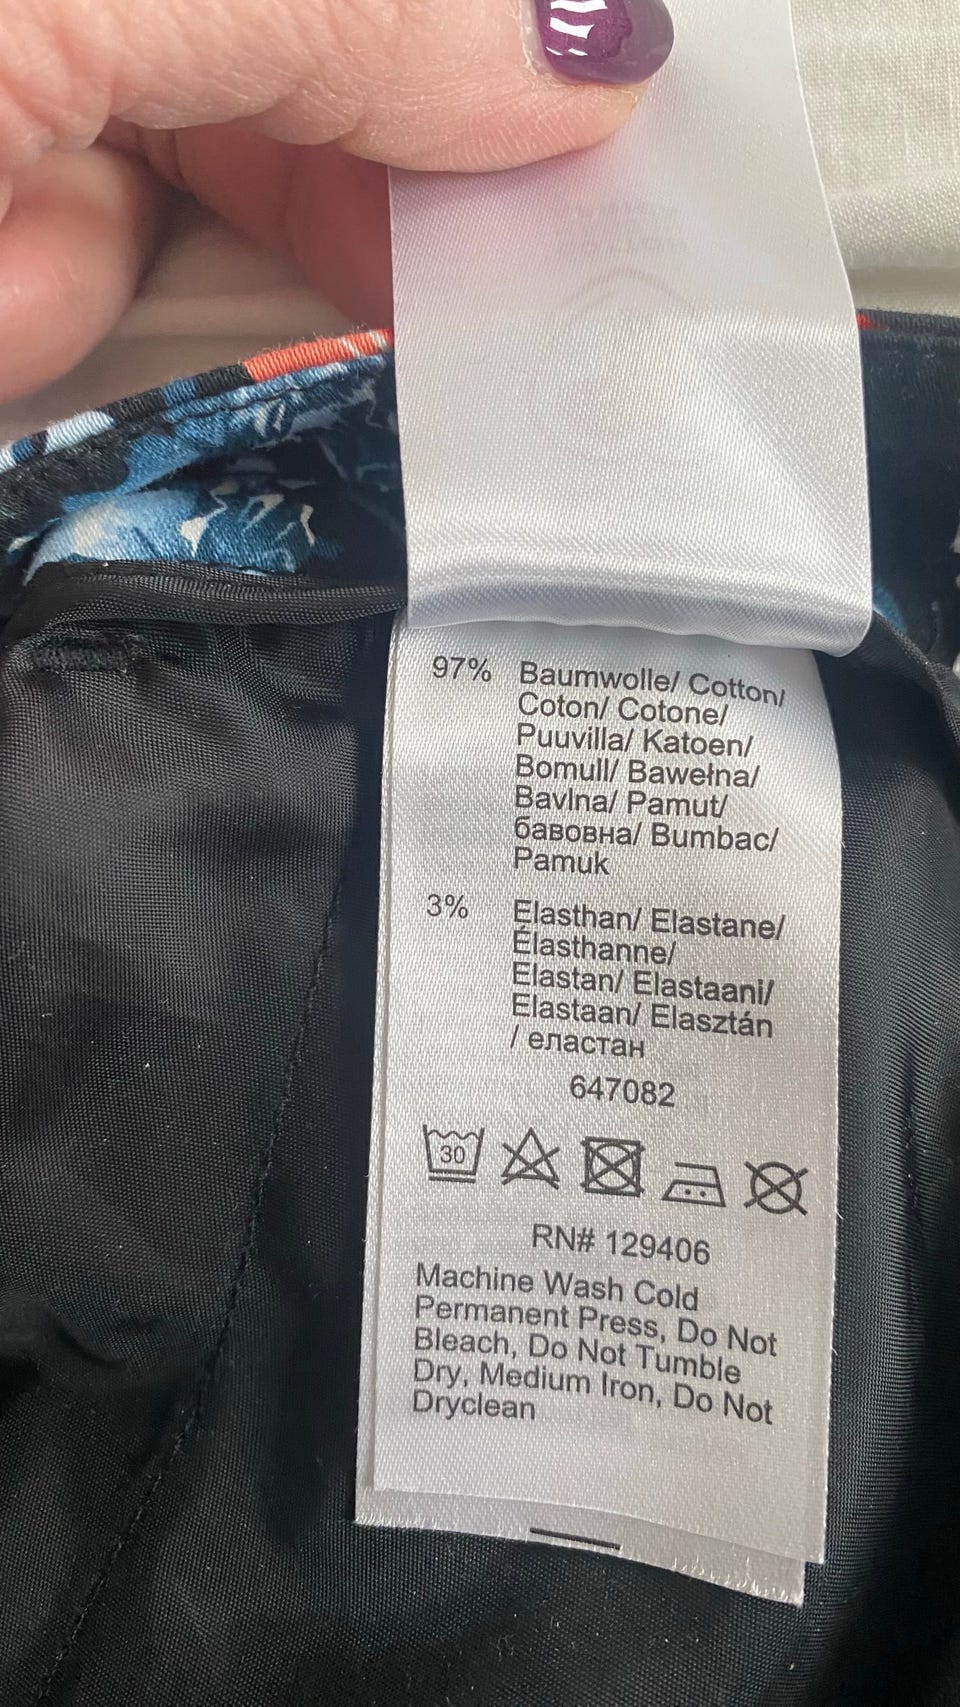 97% Baumwolle/ Cotton/
Coton/ Cotone/
Puuvilla/ Katoen/
Bomull/ Bawełna/
Bavlna/ Pamut/
бавовна/ Bumbac/
Pamuk
3% Elasthan/ Elastane/
Élasthanne/
Elastan/ Elastaani/
Elastaan/ Elasztán
/ еластан
647082
30
RN# 129406
Machine Wash Cold
Permanent Press, Do Not
Bleach, Do Not Tumble
Dry, Medium Iron, Do Not
Dryclean